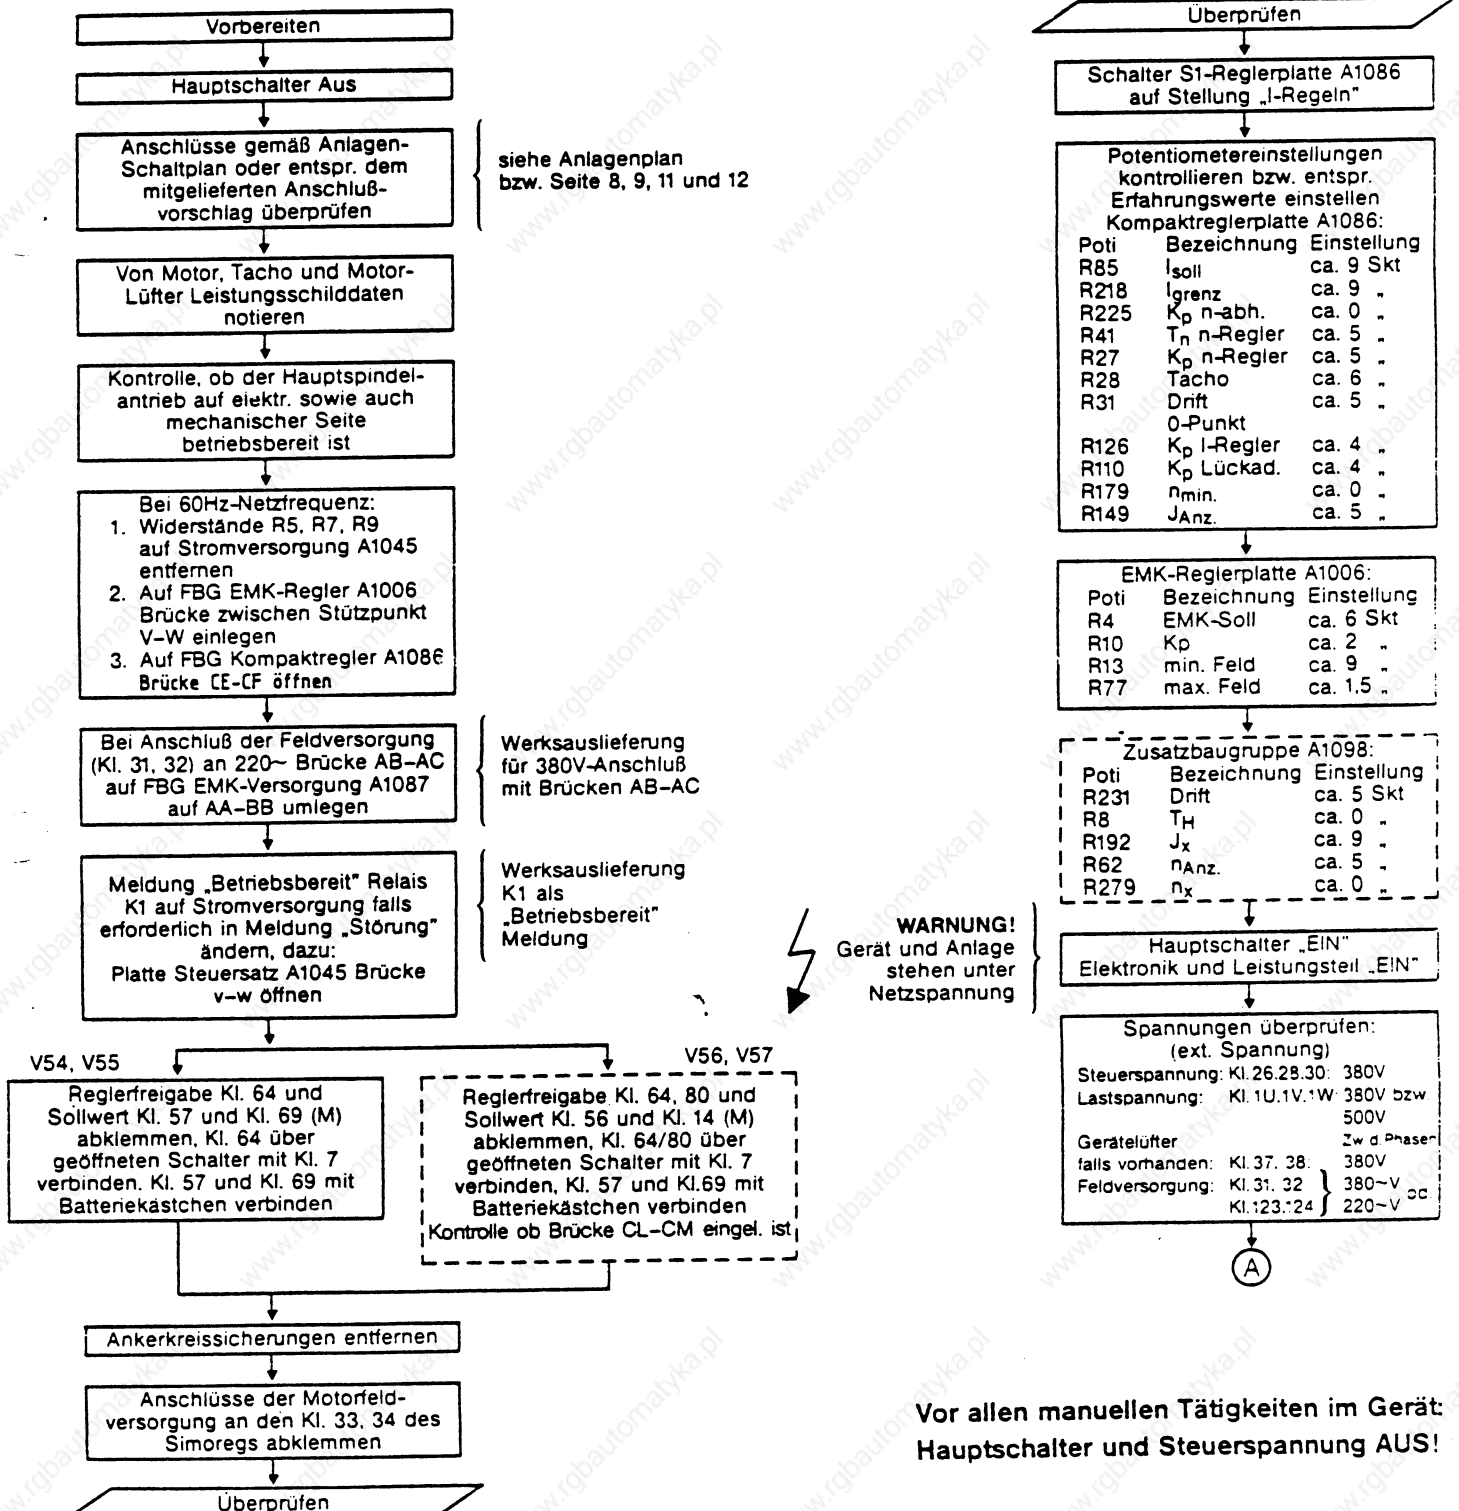 Vorbereiten
Hauptschalter Aus
Anschlüsse gemäß Anlagen-
Schaltplan oder entspr. dem
mitgelieferten Anschluß-
vorschlag überprüfen
siehe Anlagenplan
bzw. Seite 8, 9, 11 und 12
Von Motor, Tacho und Motor-
Lüfter Leistungsschilddaten
notieren
Kontrolle, ob der Hauptspindel-
antrieb auf elektr. sowie auch
mechanischer Seite
betriebsbereit ist
Bei 60Hz-Netzfrequenz:
1. Widerstände R5, R7, R9
auf Stromversorgung A1045
entfernen
2. Auf FBG EMK-Regler A1006
Brücke zwischen Stützpunkt
V-W einlegen
3. Auf FBG Kompaktregler A1086
Brücke CE-CF öffnen
Bei Anschluß der Feldversorgung
(Kl. 31, 32) an 220~ Brücke AB-AC
auf FBG EMK-Versorgung A1087
auf AA-BB umlegen
Werksauslieferung
für 380V-Anschluß
mit Brücken AB-AC
Meldung „Betriebsbereit" Relais
K1 auf Stromversorgung falls
erforderlich in Meldung „Störung"
ändern, dazu:
Platte Steuersatz A1045 Brücke
v-w öffnen
Werksauslieferung
K1 als
„Betriebsbereit"
Meldung
V54, V55
Reglerfreigabe Kl. 64 und
Sollwert Kl. 57 und Kl. 69 (M)
abklemmen, Kl. 64 über
geöffneten Schalter mit Kl. 7
verbinden. Kl. 57 und Kl. 69 mit
Batteriekästchen verbinden
V56, V57
Reglerfreigabe Kl. 64, 80 und
Sollwert Kl. 56 und Kl. 14 (M)
abklemmen, Kl. 64/80 über
geöffneten Schalter mit Kl. 7
verbinden, Kl. 57 und Kl.69 mit
Batteriekästchen verbinden
Kontrolle ob Brücke CL-CM eingel. ist
Ankerkreissicherungen entfernen
Anschlüsse der Motorfeld-
versorgung an den Kl. 33, 34 des
Simoregs abklemmen
Überprüfen
Überprüfen
Schalter S1-Reglerplatte A1086
auf Stellung „I-Regeln"
Potentiometereinstellungen
kontrollieren bzw. entspr.
Erfahrungswerte einstellen
Kompaktreglerplatte A1086:
Poti Bezeichnung Einstellung
R85 Isoll ca. 9 Skt
R218 Igrenz ca. 9 „
R225 Kp n-abh. ca. 0 „
R41 Tn n-Regler ca. 5 „
R27 Kp n-Regler ca. 5 „
R28 Tacho ca. 6 „
R31 Drift ca. 5 „
0-Punkt
R126 Kp I-Regler ca. 4 „
R110 Kp Lückad. ca. 4 „
R179 nmin. ca. 0 „
R149 JAnz. ca. 5 „
EMK-Reglerplatte A1006:
Poti Bezeichnung Einstellung
R4 EMK-Soll ca. 6 Skt
R10 Kp ca. 2 „
R13 min. Feld ca. 9 „
R77 max. Feld ca. 1,5 „
Zusatzbaugruppe A1098:
Poti Bezeichnung Einstellung
R231 Drift ca. 5 Skt
R8 TH ca. 0 „
R192 Jx ca. 9 „
R62 nAnz. ca. 5 „
R279 nx ca. 0 „
WARNUNG!
Gerät und Anlage
stehen unter
Netzspannung
Hauptschalter „EIN"
Elektronik und Leistungsteil „EIN"
Spannungen überprüfen:
(ext. Spannung)
Steuerspannung: Kl.26.28.30: 380V
Lastspannung: Kl.1U.1V.1W 380V bzw.
500V
Gerätelüfter Zw d.Phasen
falls vorhanden: Kl.37. 38: 380V
Feldversorgung: Kl.31. 32 380~V
Kl.123.124 220~V
A
Vor allen manuellen Tätigkeiten im Gerät:
Hauptschalter und Steuerspannung AUS!
www.rgbautomatyka.pl